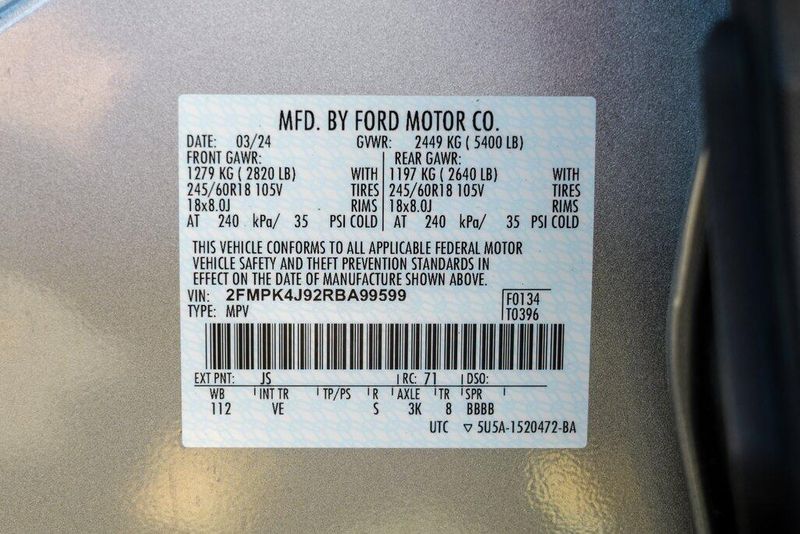 MFD. BY FORD MOTOR CO.
DATE: 03/24 GVWR: 2449 KG ( 5400 LB)
FRONT GAWR: REAR GAWR:
1279 KG ( 2820 LB) WITH 1197 KG ( 2640 LB) WITH
245/60R18 105V TIRES 245/60R18 105V TIRES
18x8.0J RIMS 18x8.0J RIMS
AT 240 kPa/ 35 PSI COLD AT 240 kPa/ 35 PSI COLD
THIS VEHICLE CONFORMS TO ALL APPLICABLE FEDERAL MOTOR
VEHICLE SAFETY AND THEFT PREVENTION STANDARDS IN
EFFECT ON THE DATE OF MANUFACTURE SHOWN ABOVE.
VIN: 2FMPK4J92RBA99599 F0134
TYPE: MPV T0396
EXT PNT: JS RC: 71 DSO:
WB INT TR TP/PS R AXLE TR SPR
112 VE S 3K 8 BBBB
UTC ▽ 5U5A-1520472-BA